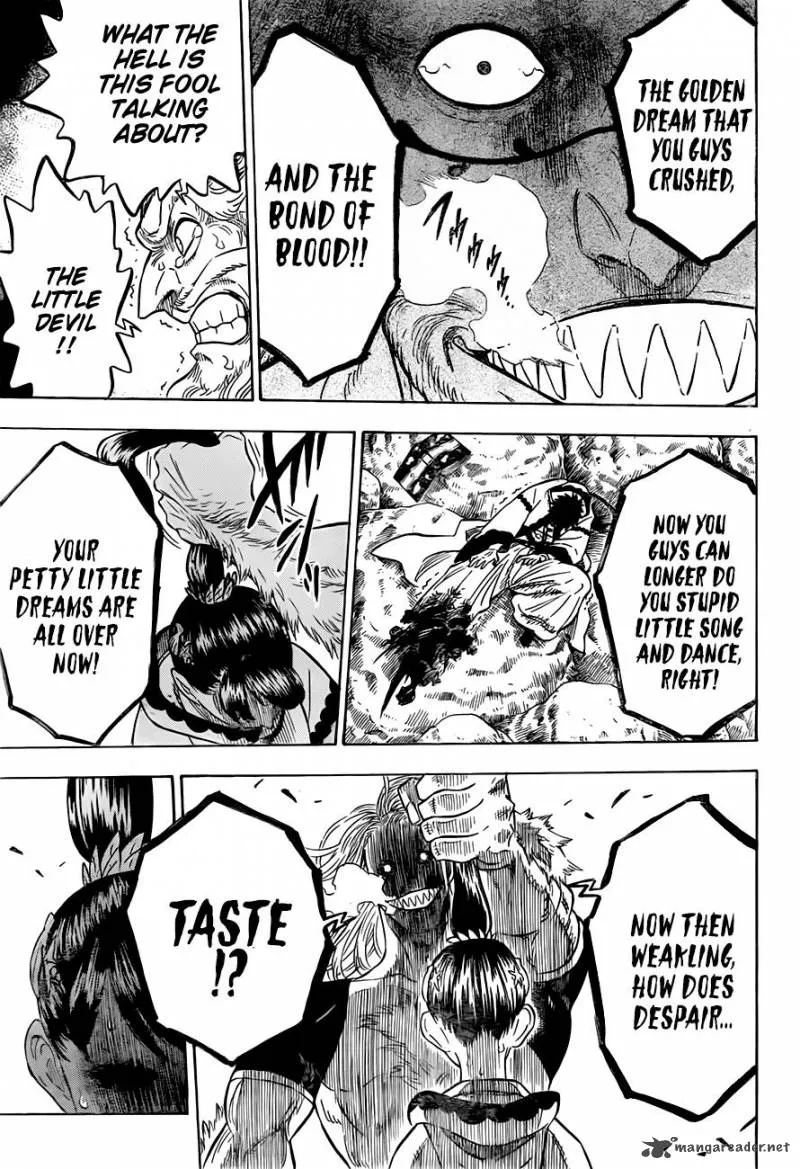 THE GOLDEN
DREAM THAT
YOU GUYS
CRUSHED,
AND THE
BOND OF
BLOOD!!
WHAT THE
HELL IS
THIS FOOL
TALKING
ABOUT?
THE
LITTLE
DEVIL
!!
NOW YOU
GUYS CAN
LONGER DO
YOU STUPID
LITTLE SONG
AND DANCE,
RIGHT!
YOUR
PETTY LITTLE
DREAMS ARE
ALL OVER
NOW!
NOW THEN
WEAKLING,
HOW DOES
DESPAIR...
TASTE
!?
mangareader.net